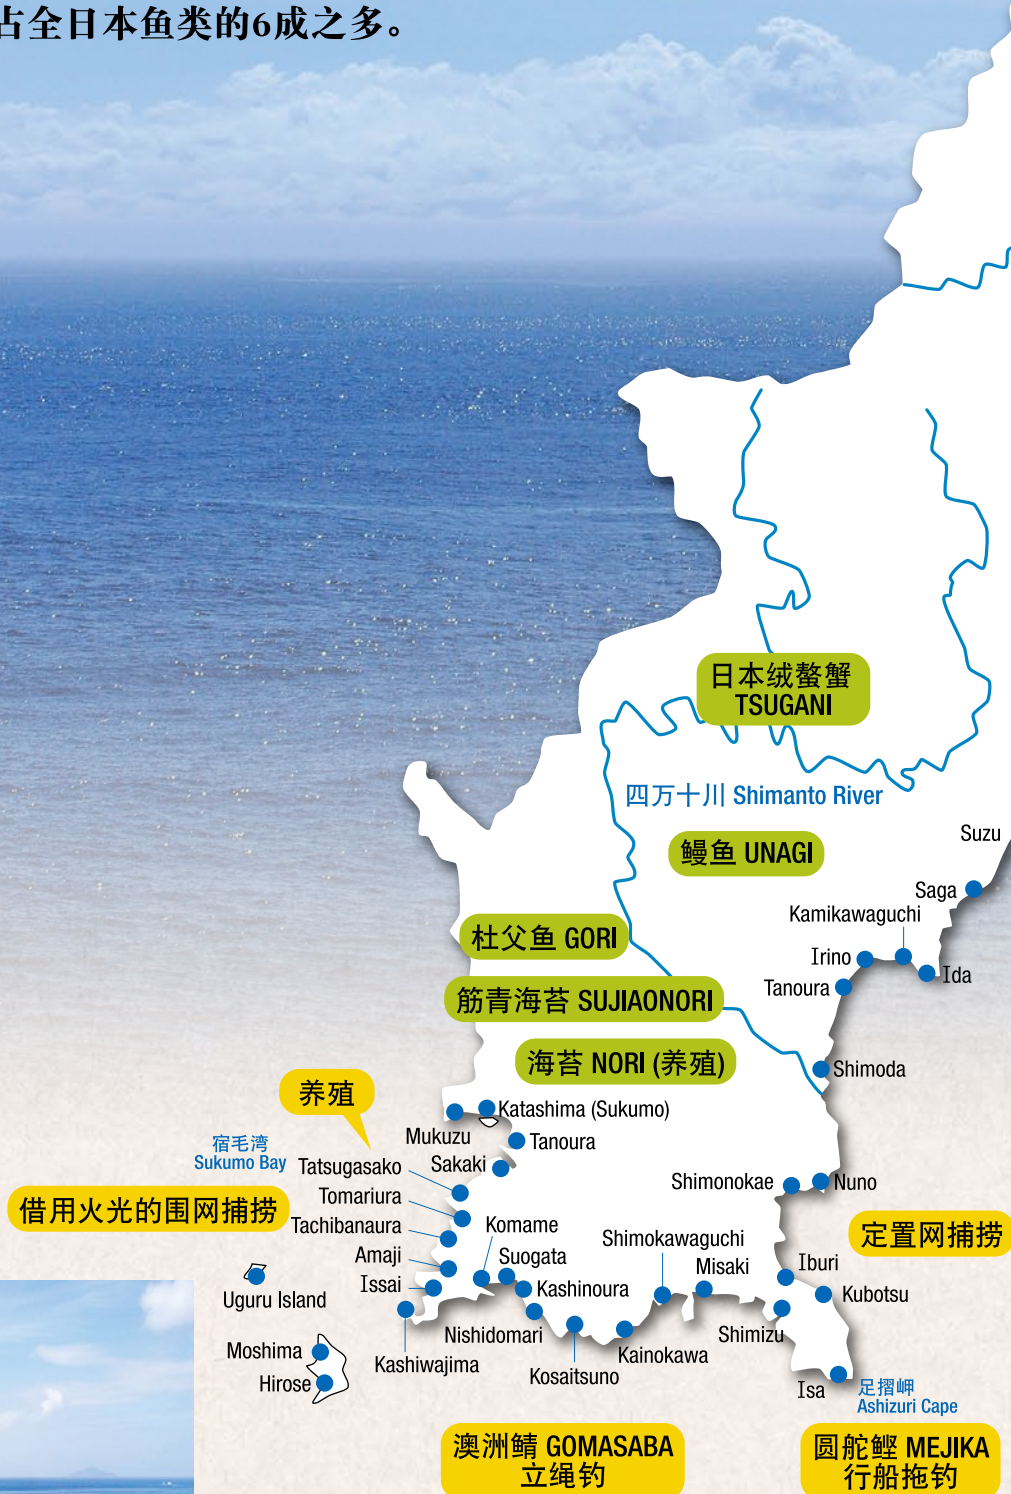 占全日本鱼类的6成之多。
日本绒螯蟹
TSUGANI
四万十川 Shimanto River
鳗鱼 UNAGI
Suzu
Saga
Kamikawaguchi
Irino
Ida
Tanoura
杜父鱼 GORI
筋青海苔 SUJIAONORI
海苔 NORI (养殖)
Shimoda
养殖
Katashima (Sukumo)
Mukuzu
Tanoura
宿毛湾
Sukumo Bay
Tatsugasako
Sakaki
Shimonokae
Nuno
借用火光的围网捕捞
Tomariura
Tachibanaura
Komame
Shimokawaguchi
定置网捕捞
Amaji
Suogata
Misaki
Iburi
Issai
Kashinoura
Kubotsu
Uguru Island
Nishidomari
Shimizu
Moshima
Kashiwajima
Kainokawa
Kosaitsuno
Hirose
Isa
足摺岬
Ashizuri Cape
澳洲鲭 GOMASABA
立绳钓
圆舵鲣 MEJIKA
行船拖钓